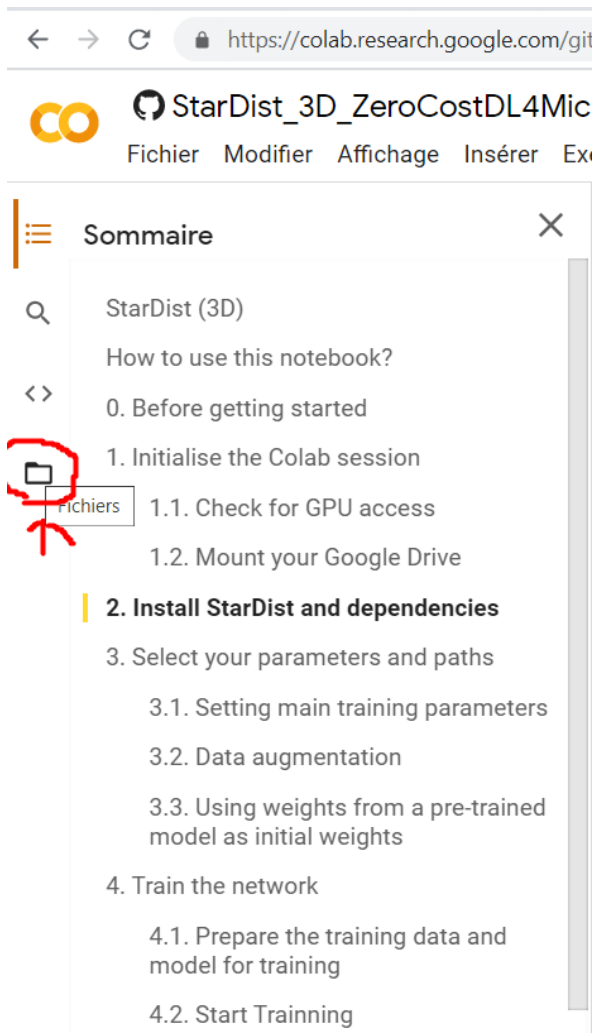 https://colab.research.google.com/git
StarDist_3D_ZeroCostDL4Mic
Fichier Modifier Affichage Insérer Exé
Sommaire
StarDist (3D)
How to use this notebook?
0. Before getting started
1. Initialise the Colab session
Fichiers
1.1. Check for GPU access
1.2. Mount your Google Drive
2. Install StarDist and dependencies
3. Select your parameters and paths
3.1. Setting main training parameters
3.2. Data augmentation
3.3. Using weights from a pre-trained
model as initial weights
4. Train the network
4.1. Prepare the training data and
model for training
4.2. Start Trainning